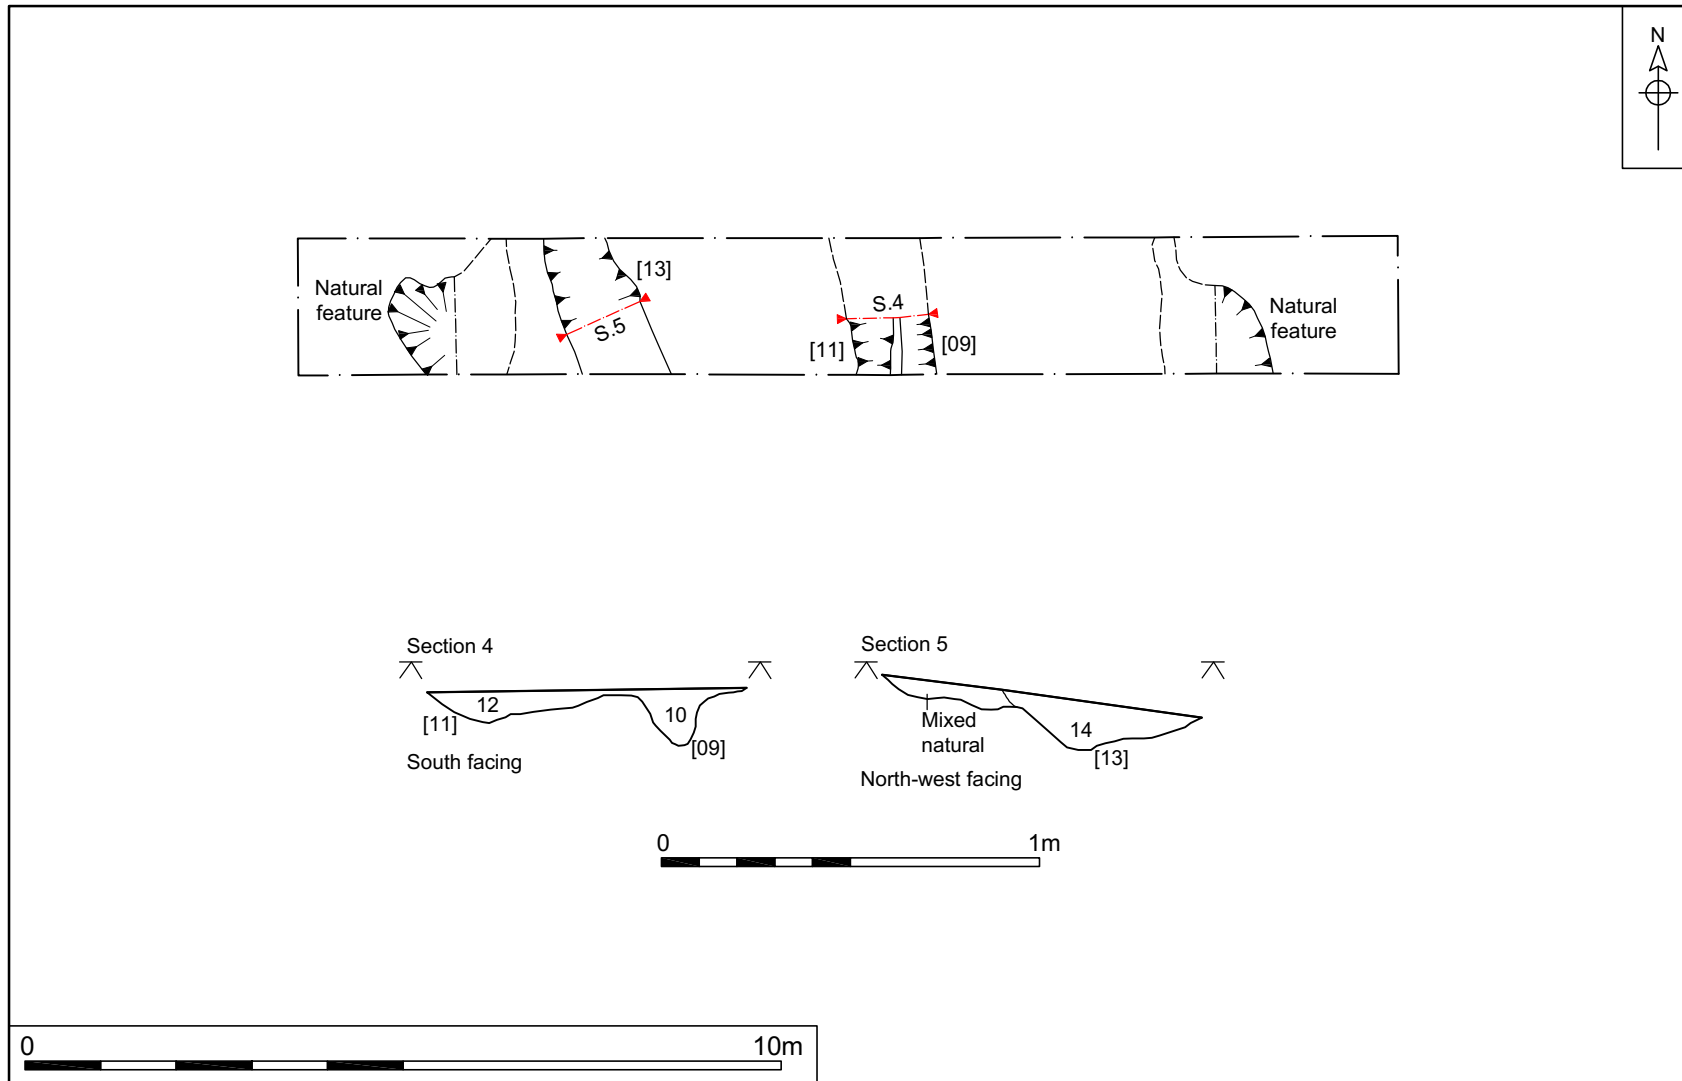 N
Natural
feature
[13]
S.5
S.4
[11]
[09]
Natural
feature
Section 4
12
10
[11]
[09]
South facing
Section 5
Mixed
natural
14
[13]
North-west facing
0 1m
0 10m